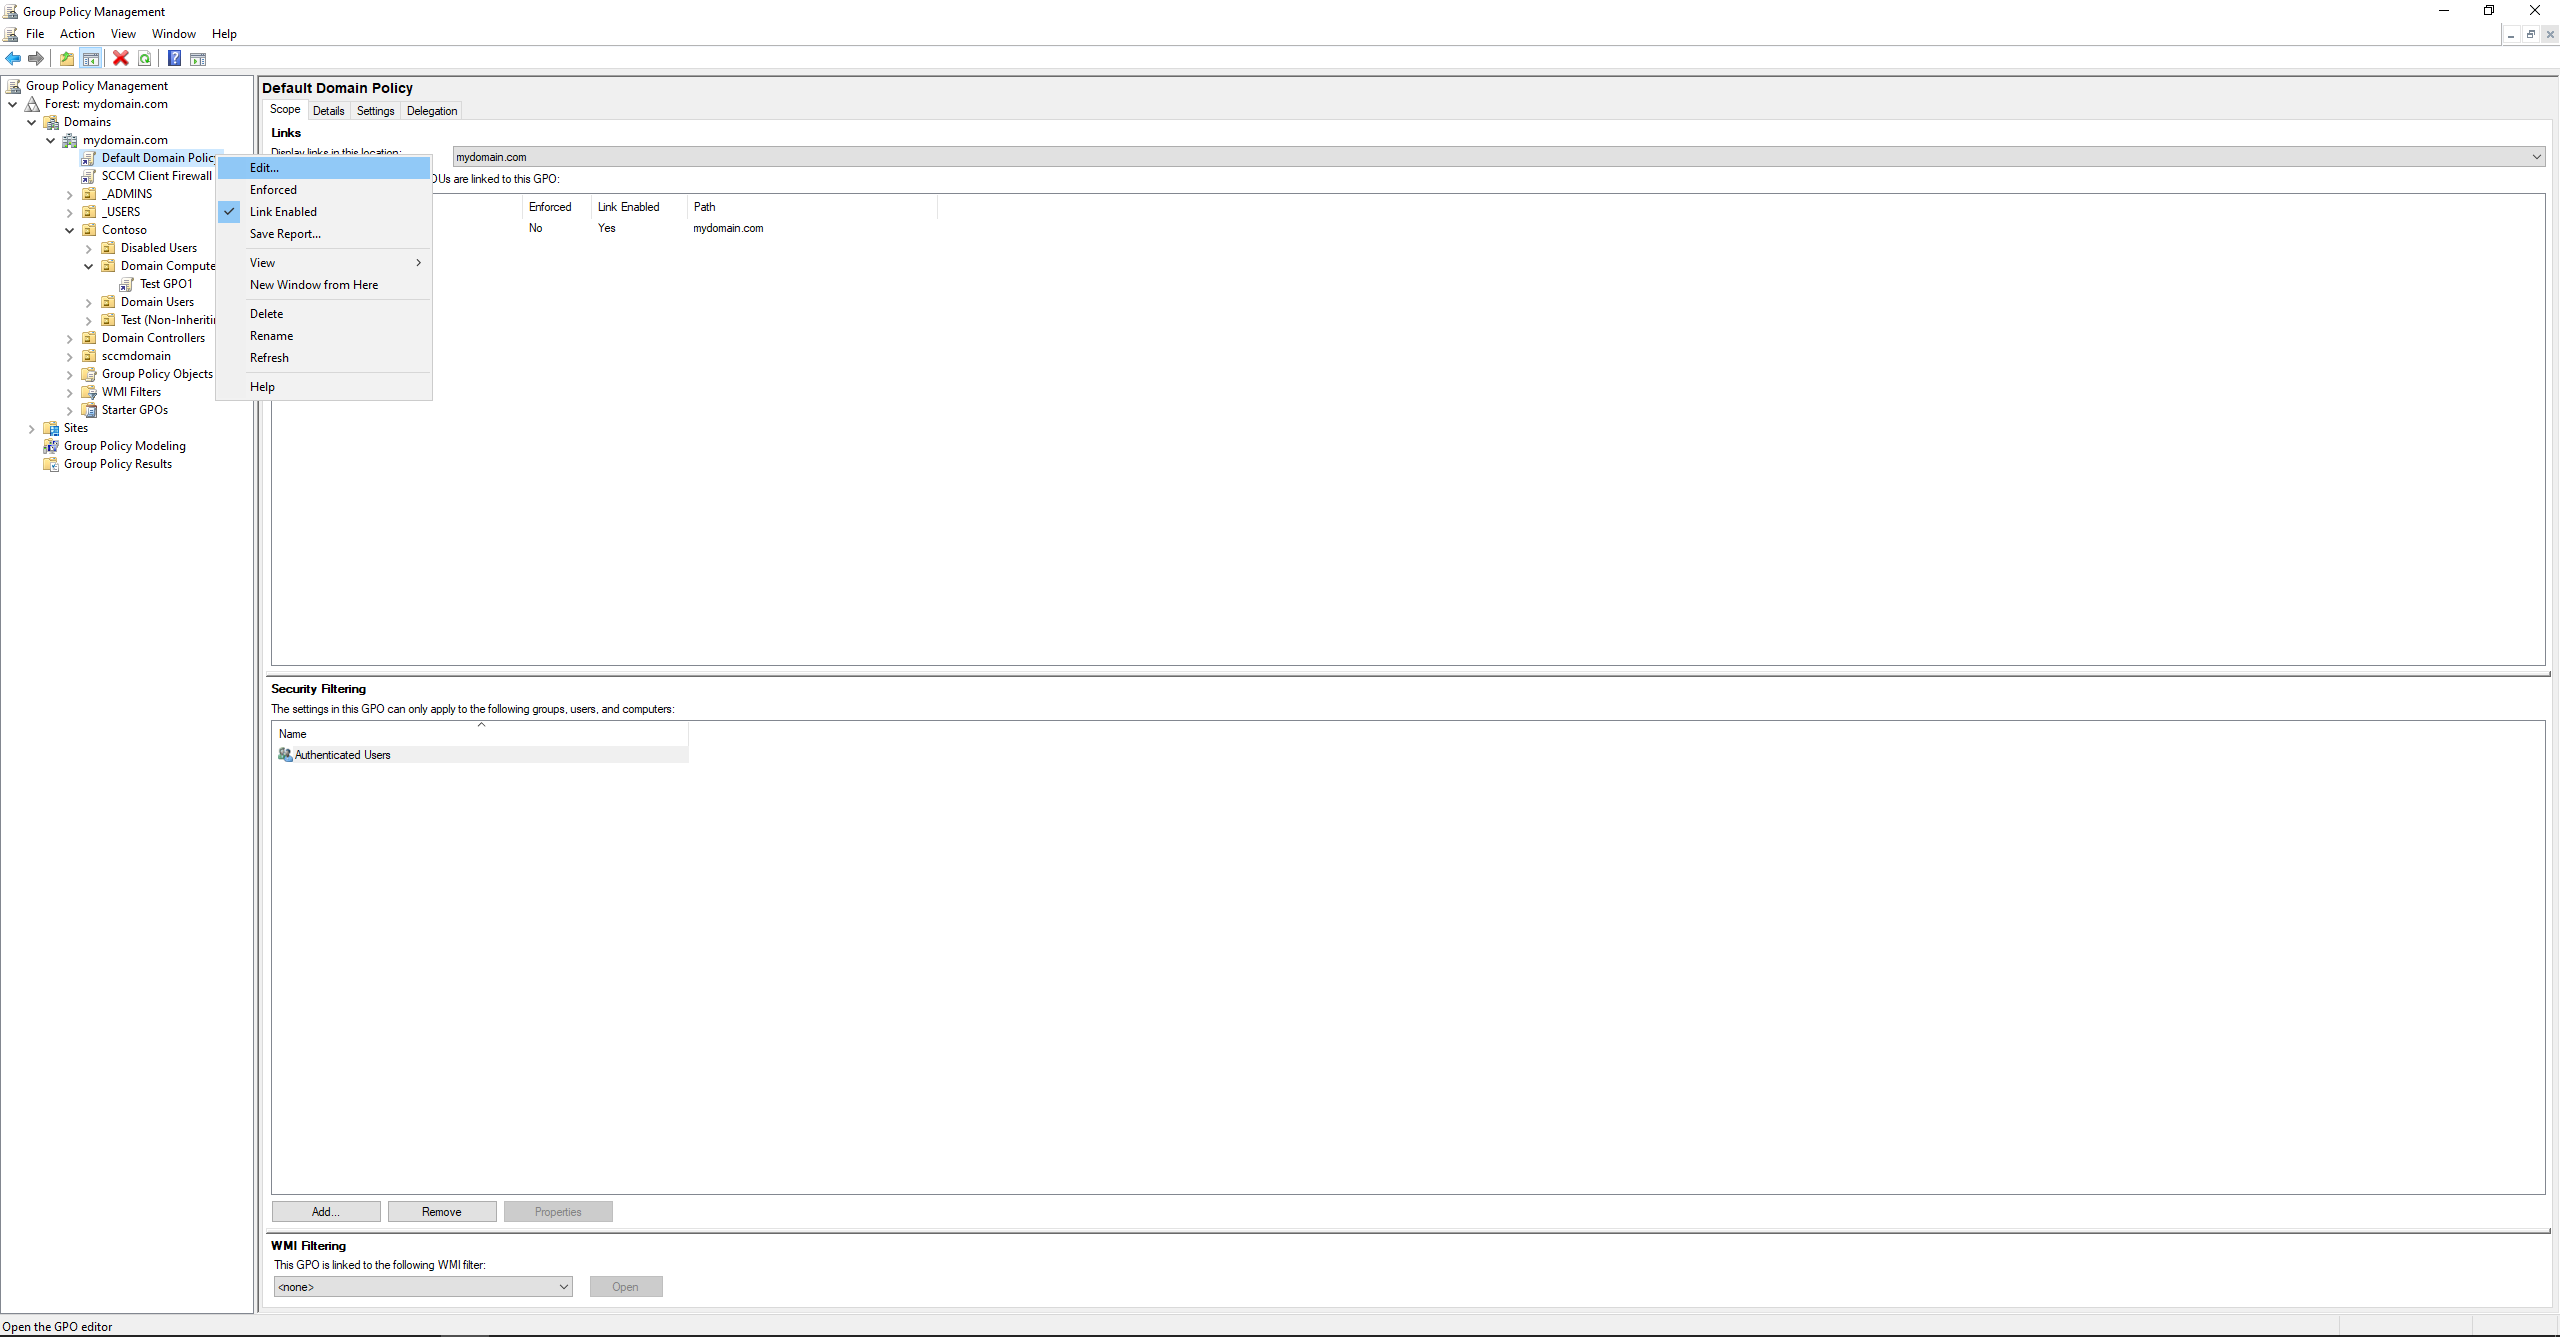 Group Policy Management
File Action View Window Help
Group Policy Management
Forest: mydomain.com
Domains
mydomain.com
Default Domain Policy
SCCM Client Firewall
_ADMINS
_USERS
Contoso
Disabled Users
Domain Compute
Test GPO1
Domain Users
Test (Non-Inheritin
Domain Controllers
sccmdomain
Group Policy Objects
WMI Filters
Starter GPOs
Sites
Group Policy Modeling
Group Policy Results
Edit...
Enforced
Link Enabled
Save Report...
View
New Window from Here
Delete
Rename
Refresh
Help
Default Domain Policy
Scope Details Settings Delegation
Links
Display links in this location: mydomain.com
OUs are linked to this GPO:
Enforced Link Enabled Path
No Yes mydomain.com
Security Filtering
The settings in this GPO can only apply to the following groups, users, and computers:
Name
Authenticated Users
Add... Remove Properties
WMI Filtering
This GPO is linked to the following WMI filter:
<none> Open
Open the GPO editor